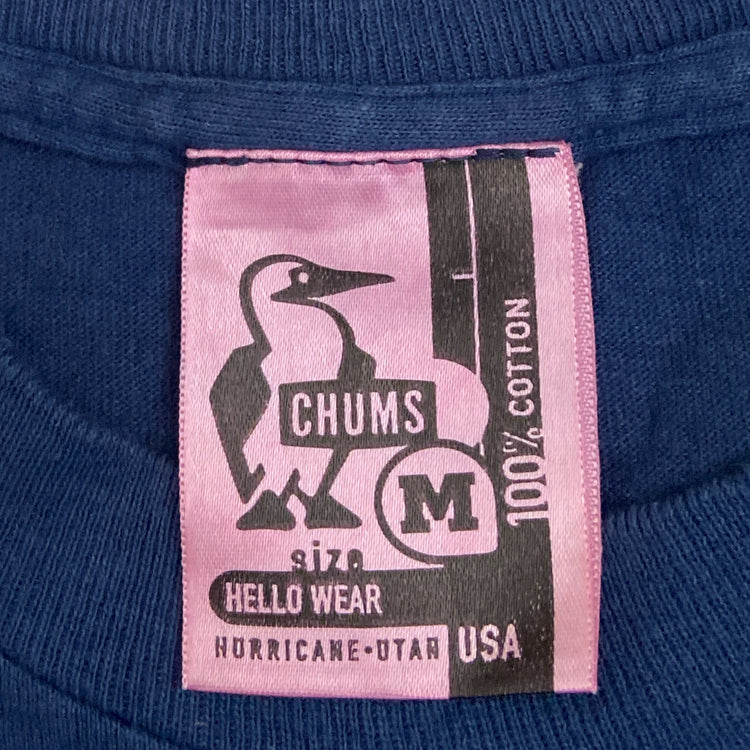 CHUMS
M
100% COTTON
size
HELLO WEAR
HURRICANE•UTAH USA